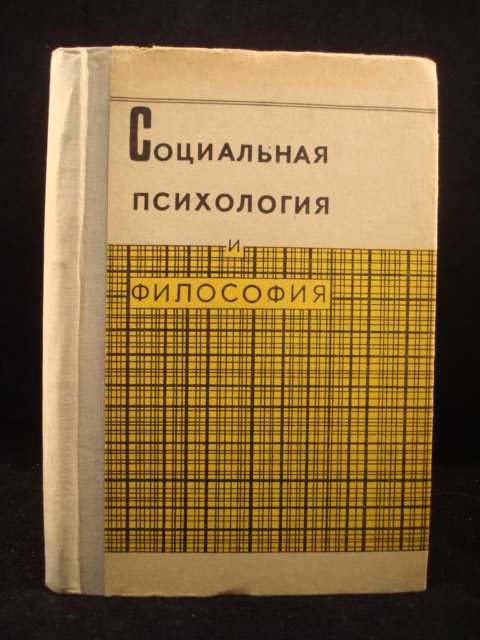 Социальная
психология
и
философия